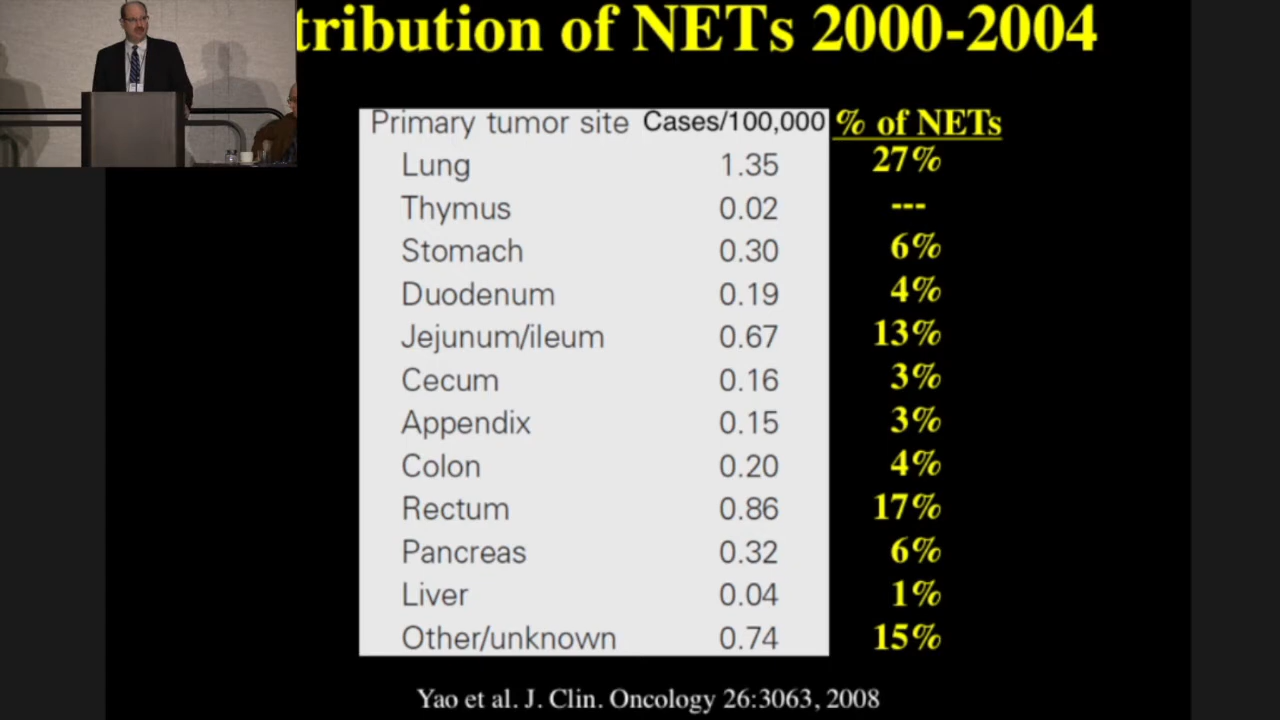 tribution of NETs 2000-2004
Primary tumor site Cases/100,000 % of NETs
Lung 1.35 27%
Thymus 0.02 ---
Stomach 0.30 6%
Duodenum 0.19 4%
Jejunum/ileum 0.67 13%
Cecum 0.16 3%
Appendix 0.15 3%
Colon 0.20 4%
Rectum 0.86 17%
Pancreas 0.32 6%
Liver 0.04 1%
Other/unknown 0.74 15%
Yao et al. J. Clin. Oncology 26:3063, 2008